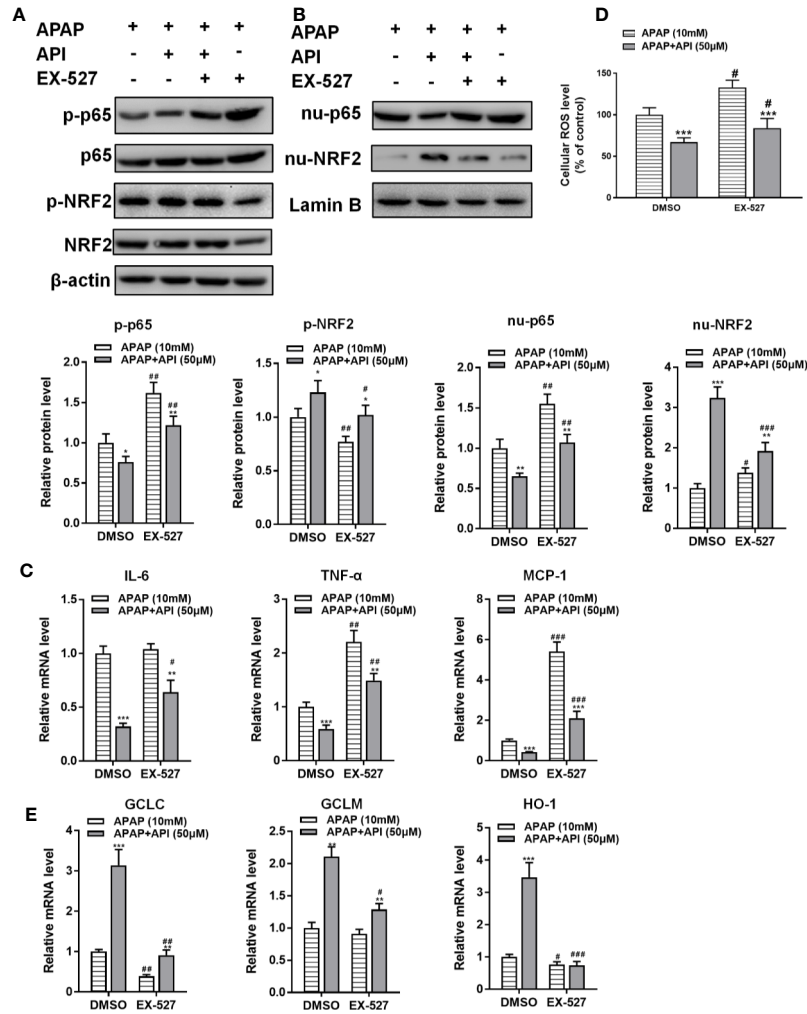 A
APAP + + + +
API - + + -
EX-527 - - + +
p-p65
p65
p-NRF2
NRF2
β-actin
B
APAP + + + +
API - + + -
EX-527 - - + +
nu-p65
nu-NRF2
Lamin B
D
APAP (10mM)
APAP+API (50µM)
Cellular ROS level
(% of control)
150
100
50
0
***
#
#
***
DMSO EX-527
p-p65
APAP (10mM)
APAP+API (50µM)
Relative protein level
2.0
1.5
1.0
0.5
0.0
*
##
##
**
DMSO EX-527
p-NRF2
APAP (10mM)
APAP+API (50µM)
Relative protein level
1.5
1.0
0.5
0.0
*
##
#
*
DMSO EX-527
nu-p65
APAP (10mM)
APAP+API (50µM)
Relative protein level
2.0
1.5
1.0
0.5
0.0
**
##
##
**
DMSO EX-527
nu-NRF2
APAP (10mM)
APAP+API (50µM)
Relative protein level
4
3
2
1
0
***
#
###
**
DMSO EX-527
C
IL-6
APAP (10mM)
APAP+API (50µM)
Relative mRNA level
1.5
1.0
0.5
0.0
***
#
**
DMSO EX-527
TNF-α
APAP (10mM)
APAP+API (50µM)
Relative mRNA level
3
2
1
0
***
##
##
**
DMSO EX-527
MCP-1
APAP (10mM)
APAP+API (50µM)
Relative mRNA level
8
6
4
2
0
***
###
###
***
DMSO EX-527
E
GCLC
APAP (10mM)
APAP+API (50µM)
Relative mRNA level
4
3
2
1
0
***
##
##
**
DMSO EX-527
GCLM
APAP (10mM)
APAP+API (50µM)
Relative mRNA level
2.5
2.0
1.5
1.0
0.5
0.0
**
#
**
DMSO EX-527
HO-1
APAP (10mM)
APAP+API (50µM)
Relative mRNA level
5
4
3
2
1
0
***
#
###
DMSO EX-527